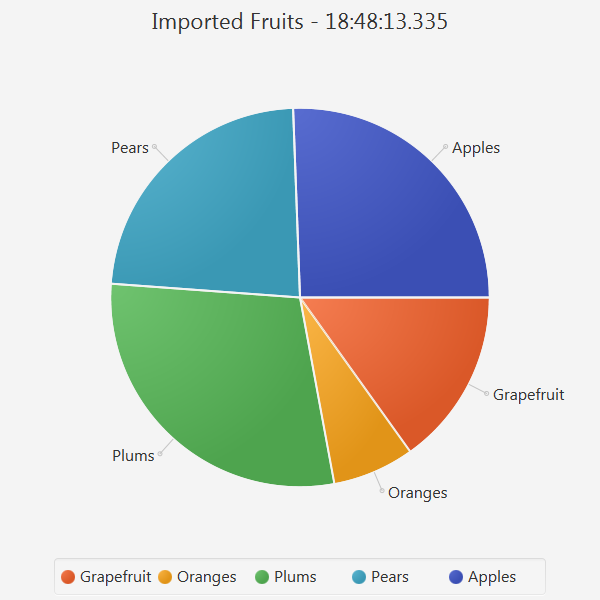 Imported Fruits - 18:48:13.335
Pears
Apples
Grapefruit
Plums
Oranges
Grapefruit Oranges Plums Pears Apples